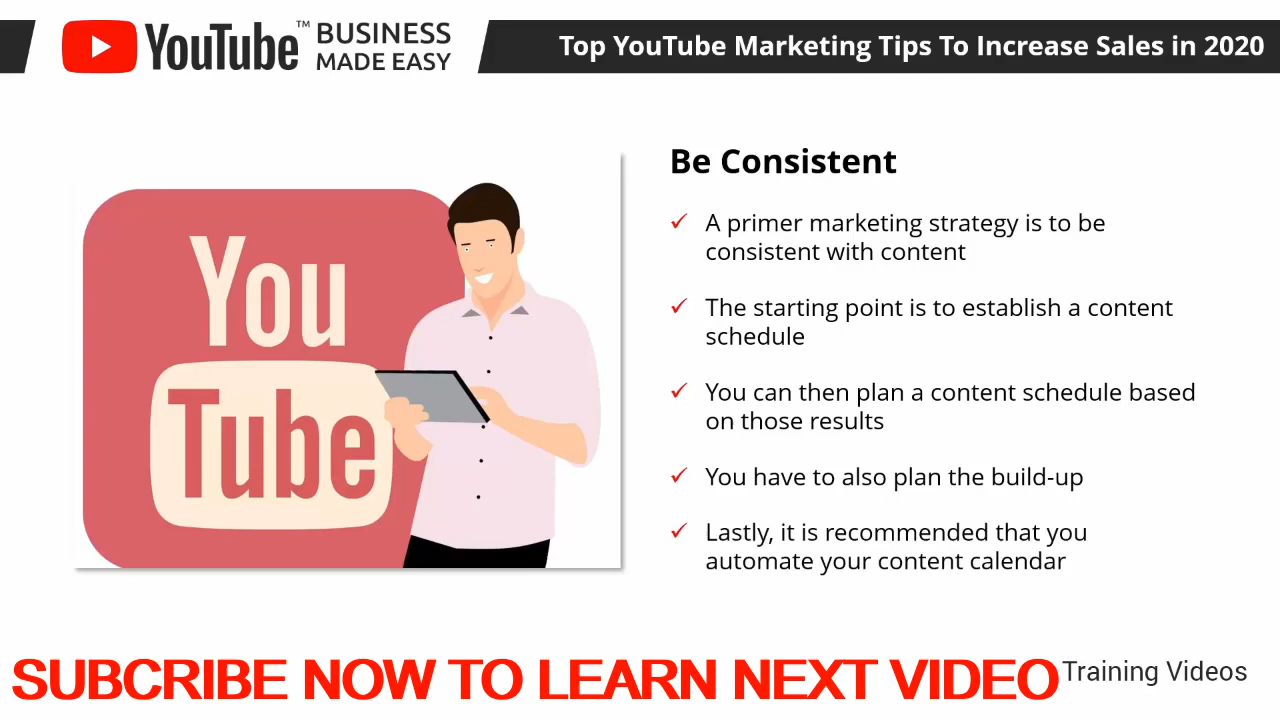 YouTube™ BUSINESS
MADE EASY
Top YouTube Marketing Tips To Increase Sales in 2020
You
Tube
Be Consistent
✓ A primer marketing strategy is to be
consistent with content
✓ The starting point is to establish a content
schedule
✓ You can then plan a content schedule based
on those results
✓ You have to also plan the build-up
✓ Lastly, it is recommended that you
automate your content calendar
SUBCRIBE NOW TO LEARN NEXT VIDEO
Training Videos